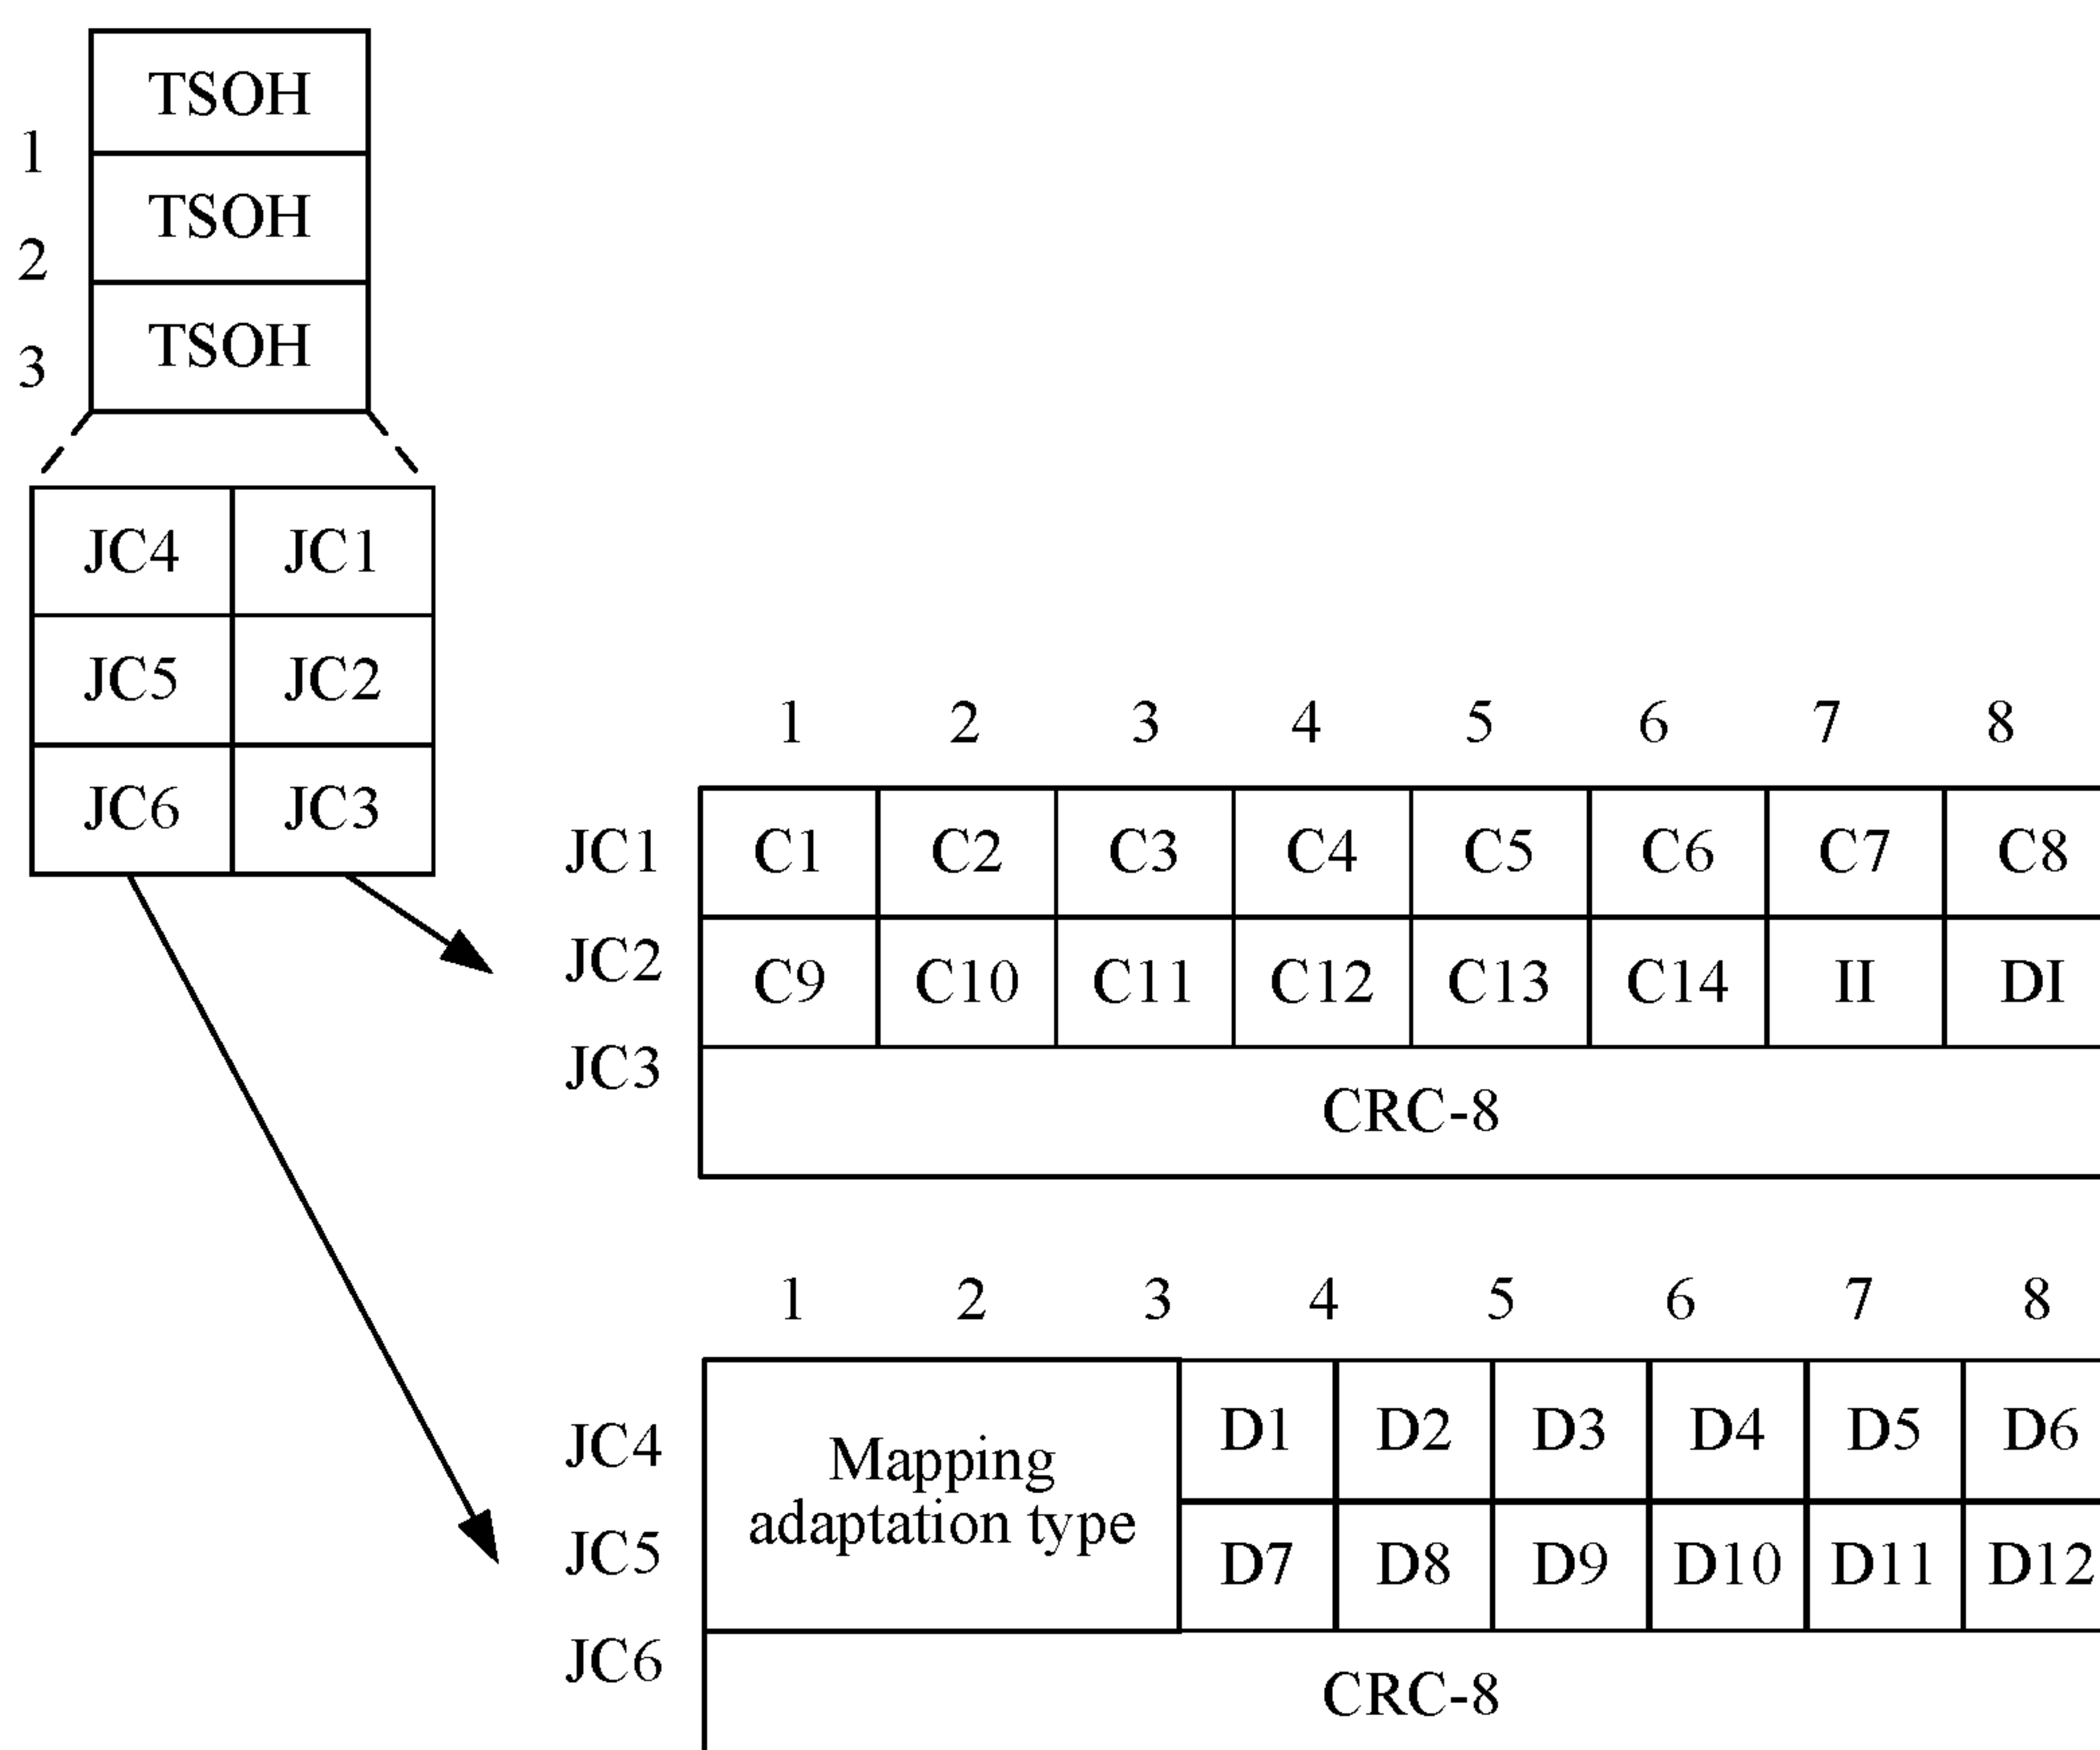 TSOH
1
TSOH
2
TSOH
3
JC4 JC1
JC5 JC2
JC6 JC3
1 2 3 4 5 6 7 8
JC1 C1 C2 C3 C4 C5 C6 C7 C8
JC2 C9 C10 C11 C12 C13 C14 II DI
JC3 CRC-8
1 2 3 4 5 6 7 8
JC4 D1 D2 D3 D4 D5 D6
Mapping
adaptation type
JC5 D7 D8 D9 D10 D11 D12
JC6 CRC-8